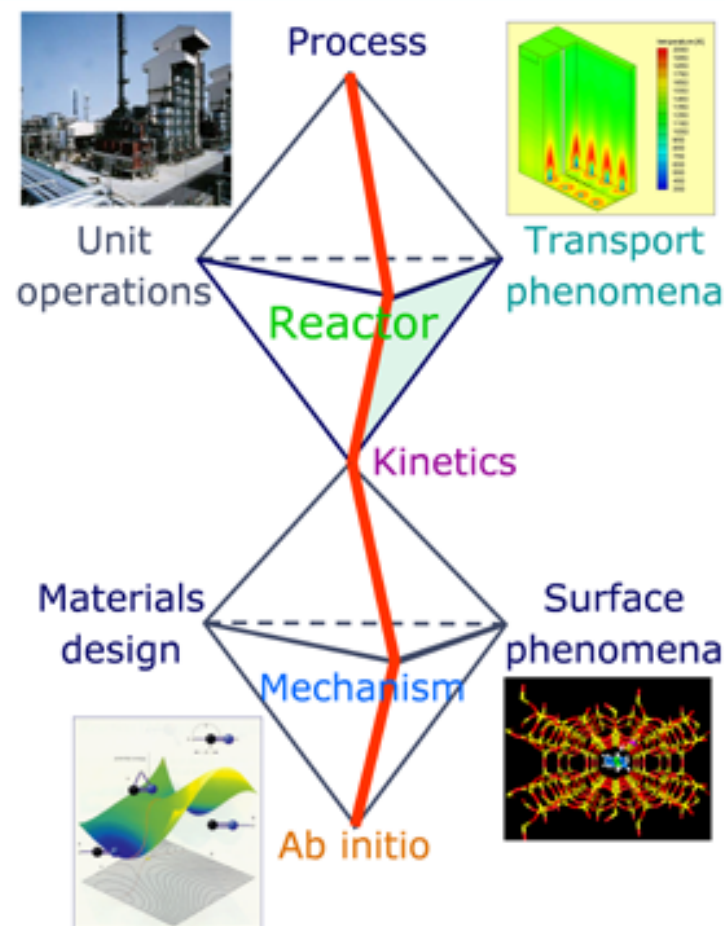 Process
Unit
operations
Transport
phenomena
Reactor
Kinetics
Materials
design
Surface
phenomena
Mechanism
Ab initio